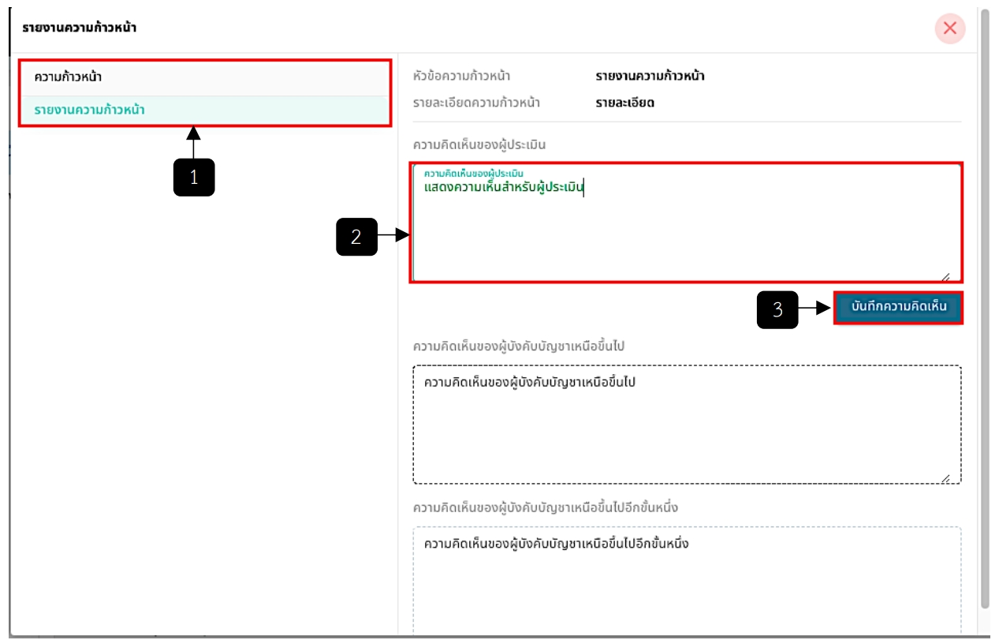 รายงานความก้าวหน้า
ความก้าวหน้า
รายงานความก้าวหน้า
1
หัวข้อความก้าวหน้า รายงานความก้าวหน้า
รายละเอียดความก้าวหน้า รายละเอียด
ความคิดเห็นของผู้ประเมิน
ความคิดเห็นของผู้ประเมิน
แสดงความเห็นสำหรับผู้ประเมิน
2
3 บันทึกความคิดเห็น
ความคิดเห็นของผู้บังคับบัญชาเหนือขึ้นไป
ความคิดเห็นของผู้บังคับบัญชาเหนือขึ้นไป
ความคิดเห็นของผู้บังคับบัญชาเหนือขึ้นไปอีกชั้นหนึ่ง
ความคิดเห็นของผู้บังคับบัญชาเหนือขึ้นไปอีกชั้นหนึ่ง